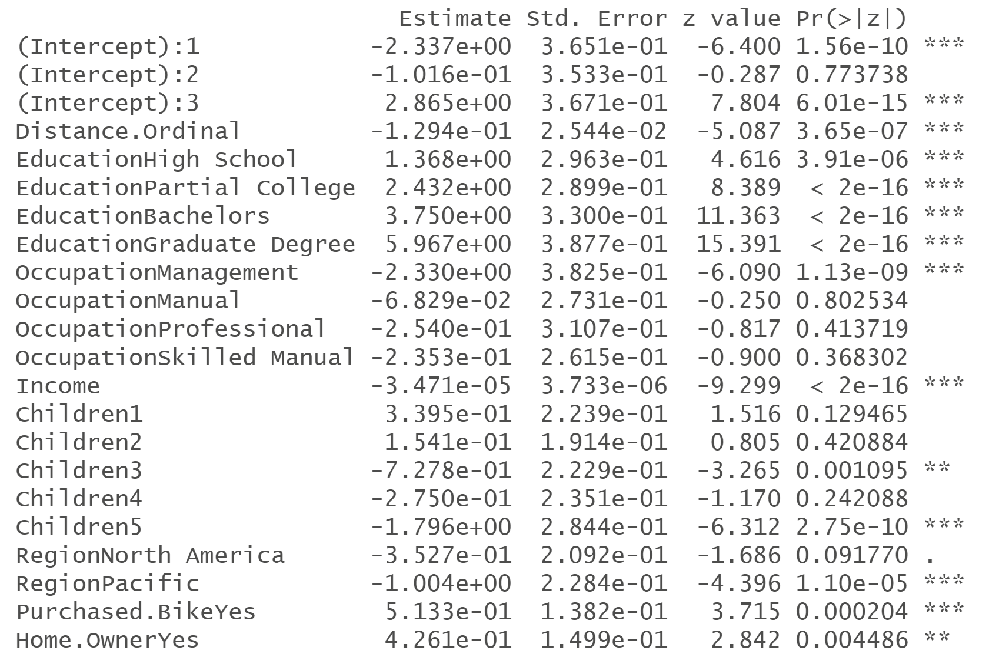 Estimate Std. Error z value Pr(>|z|)
(Intercept):1 -2.337e+00 3.651e-01 -6.400 1.56e-10 ***
(Intercept):2 -1.016e-01 3.533e-01 -0.287 0.773738
(Intercept):3 2.865e+00 3.671e-01 7.804 6.01e-15 ***
Distance.Ordinal -1.294e-01 2.544e-02 -5.087 3.65e-07 ***
EducationHigh School 1.368e+00 2.963e-01 4.616 3.91e-06 ***
EducationPartial College 2.432e+00 2.899e-01 8.389 < 2e-16 ***
EducationBachelors 3.750e+00 3.300e-01 11.363 < 2e-16 ***
EducationGraduate Degree 5.967e+00 3.877e-01 15.391 < 2e-16 ***
OccupationManagement -2.330e+00 3.825e-01 -6.090 1.13e-09 ***
OccupationManual -6.829e-02 2.731e-01 -0.250 0.802534
OccupationProfessional -2.540e-01 3.107e-01 -0.817 0.413719
OccupationSkilled Manual -2.353e-01 2.615e-01 -0.900 0.368302
Income -3.471e-05 3.733e-06 -9.299 < 2e-16 ***
Children1 3.395e-01 2.239e-01 1.516 0.129465
Children2 1.541e-01 1.914e-01 0.805 0.420884
Children3 -7.278e-01 2.229e-01 -3.265 0.001095 **
Children4 -2.750e-01 2.351e-01 -1.170 0.242088
Children5 -1.796e+00 2.844e-01 -6.312 2.75e-10 ***
RegionNorth America -3.527e-01 2.092e-01 -1.686 0.091770 .
RegionPacific -1.004e+00 2.284e-01 -4.396 1.10e-05 ***
Purchased.BikeYes 5.133e-01 1.382e-01 3.715 0.000204 ***
Home.OwnerYes 4.261e-01 1.499e-01 2.842 0.004486 **